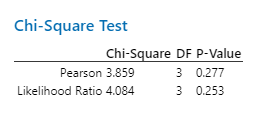 Chi-Square Test
Chi-Square DF P-Value
Pearson 3.859 3 0.277
Likelihood Ratio 4.084 3 0.253